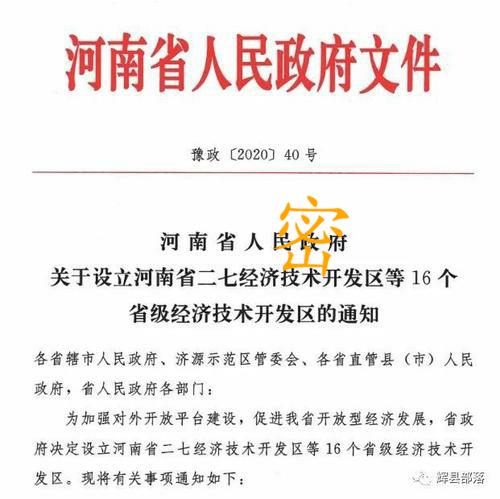 河南省人民政府文件
豫政〔2020〕40号
密
河南省人民政府
关于设立河南省二七经济技术开发区等16个
省级经济技术开发区的通知
各省辖市人民政府、济源示范区管委会、各省直管县（市）人民
政府，省人民政府各部门：
为加强对外开放平台建设，促进我省开放型经济发展，省政
府决定设立河南省二七经济技术开发区等16个省级经济技术开
发区。现将有关事项通知如下：
辉县部落